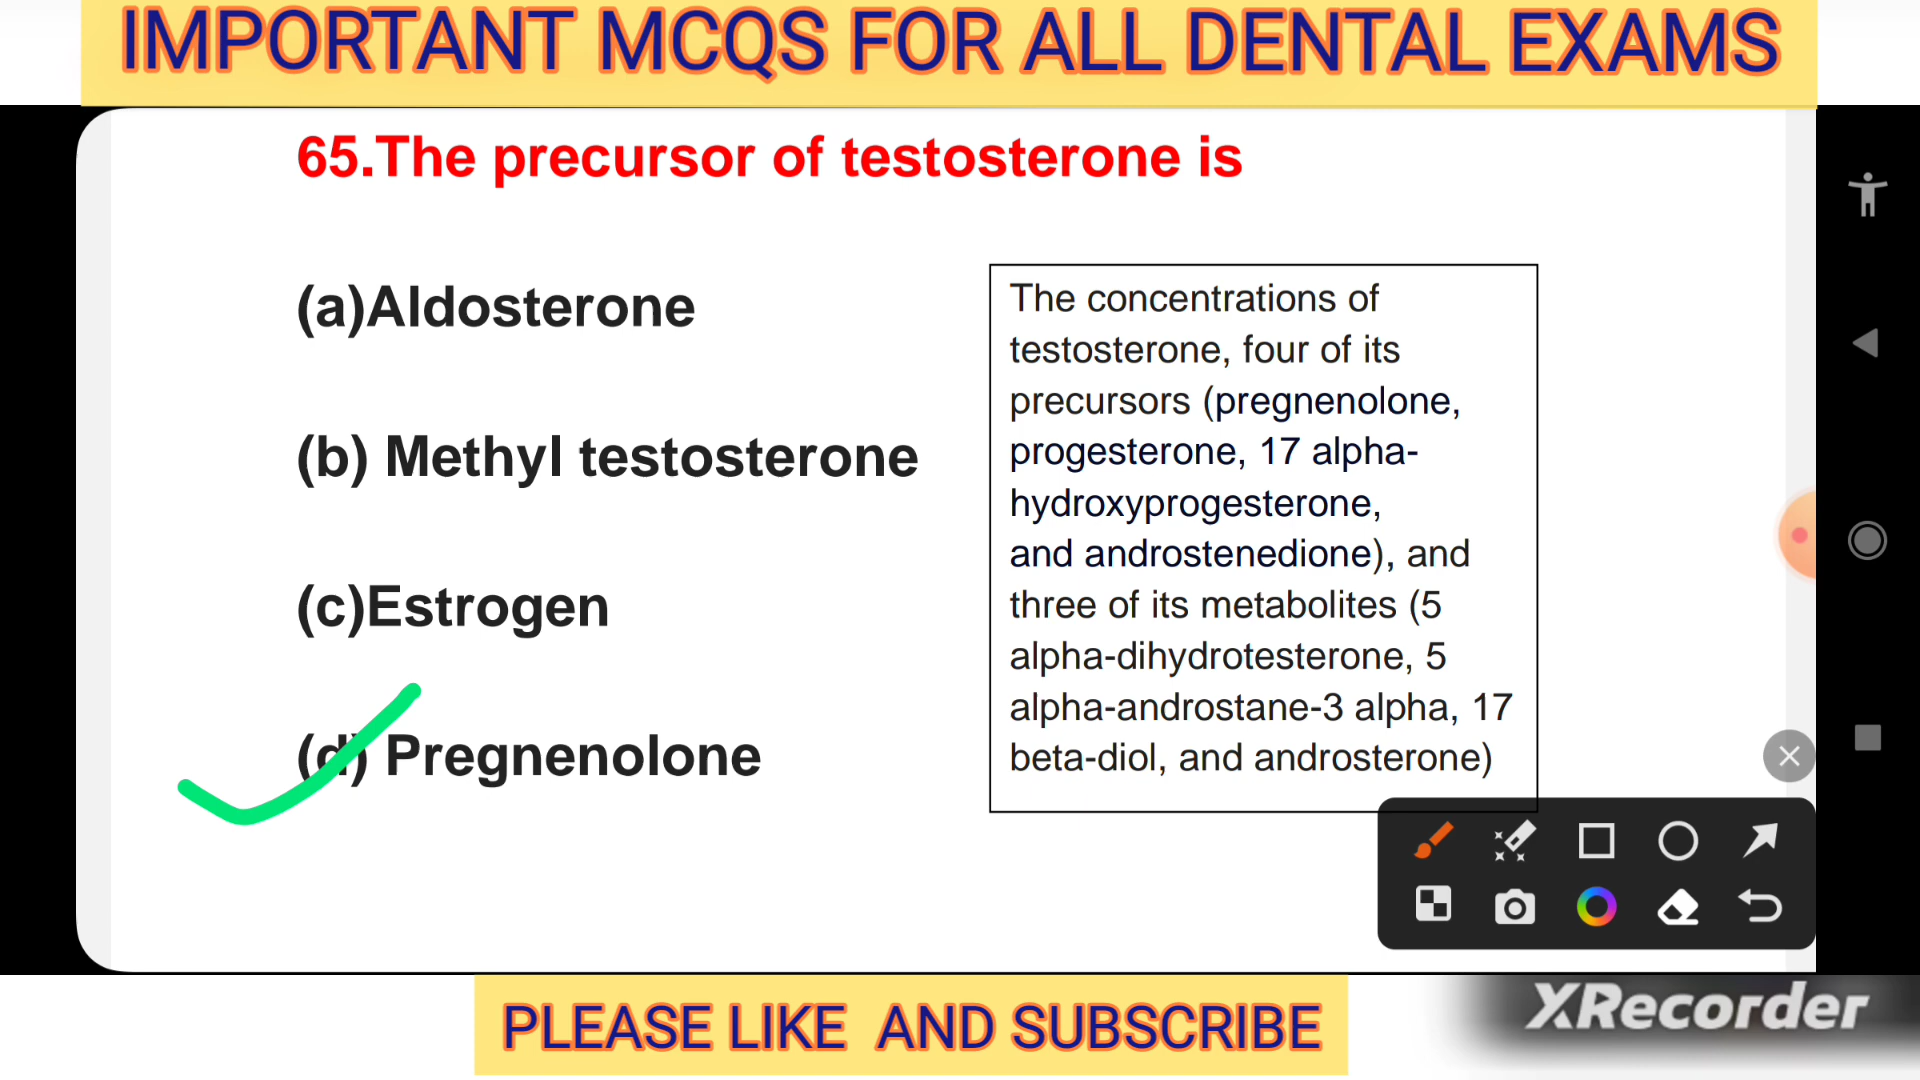 IMPORTANT MCQS FOR ALL DENTAL EXAMS
65.The precursor of testosterone is
(a)Aldosterone
(b) Methyl testosterone
(c)Estrogen
(d) Pregnenolone
The concentrations of
testosterone, four of its
precursors (pregnenolone,
progesterone, 17 alpha-
hydroxyprogesterone,
and androstenedione), and
three of its metabolites (5
alpha-dihydrotesterone, 5
alpha-androstane-3 alpha, 17
beta-diol, and androsterone)
PLEASE LIKE AND SUBSCRIBE
XRecorder